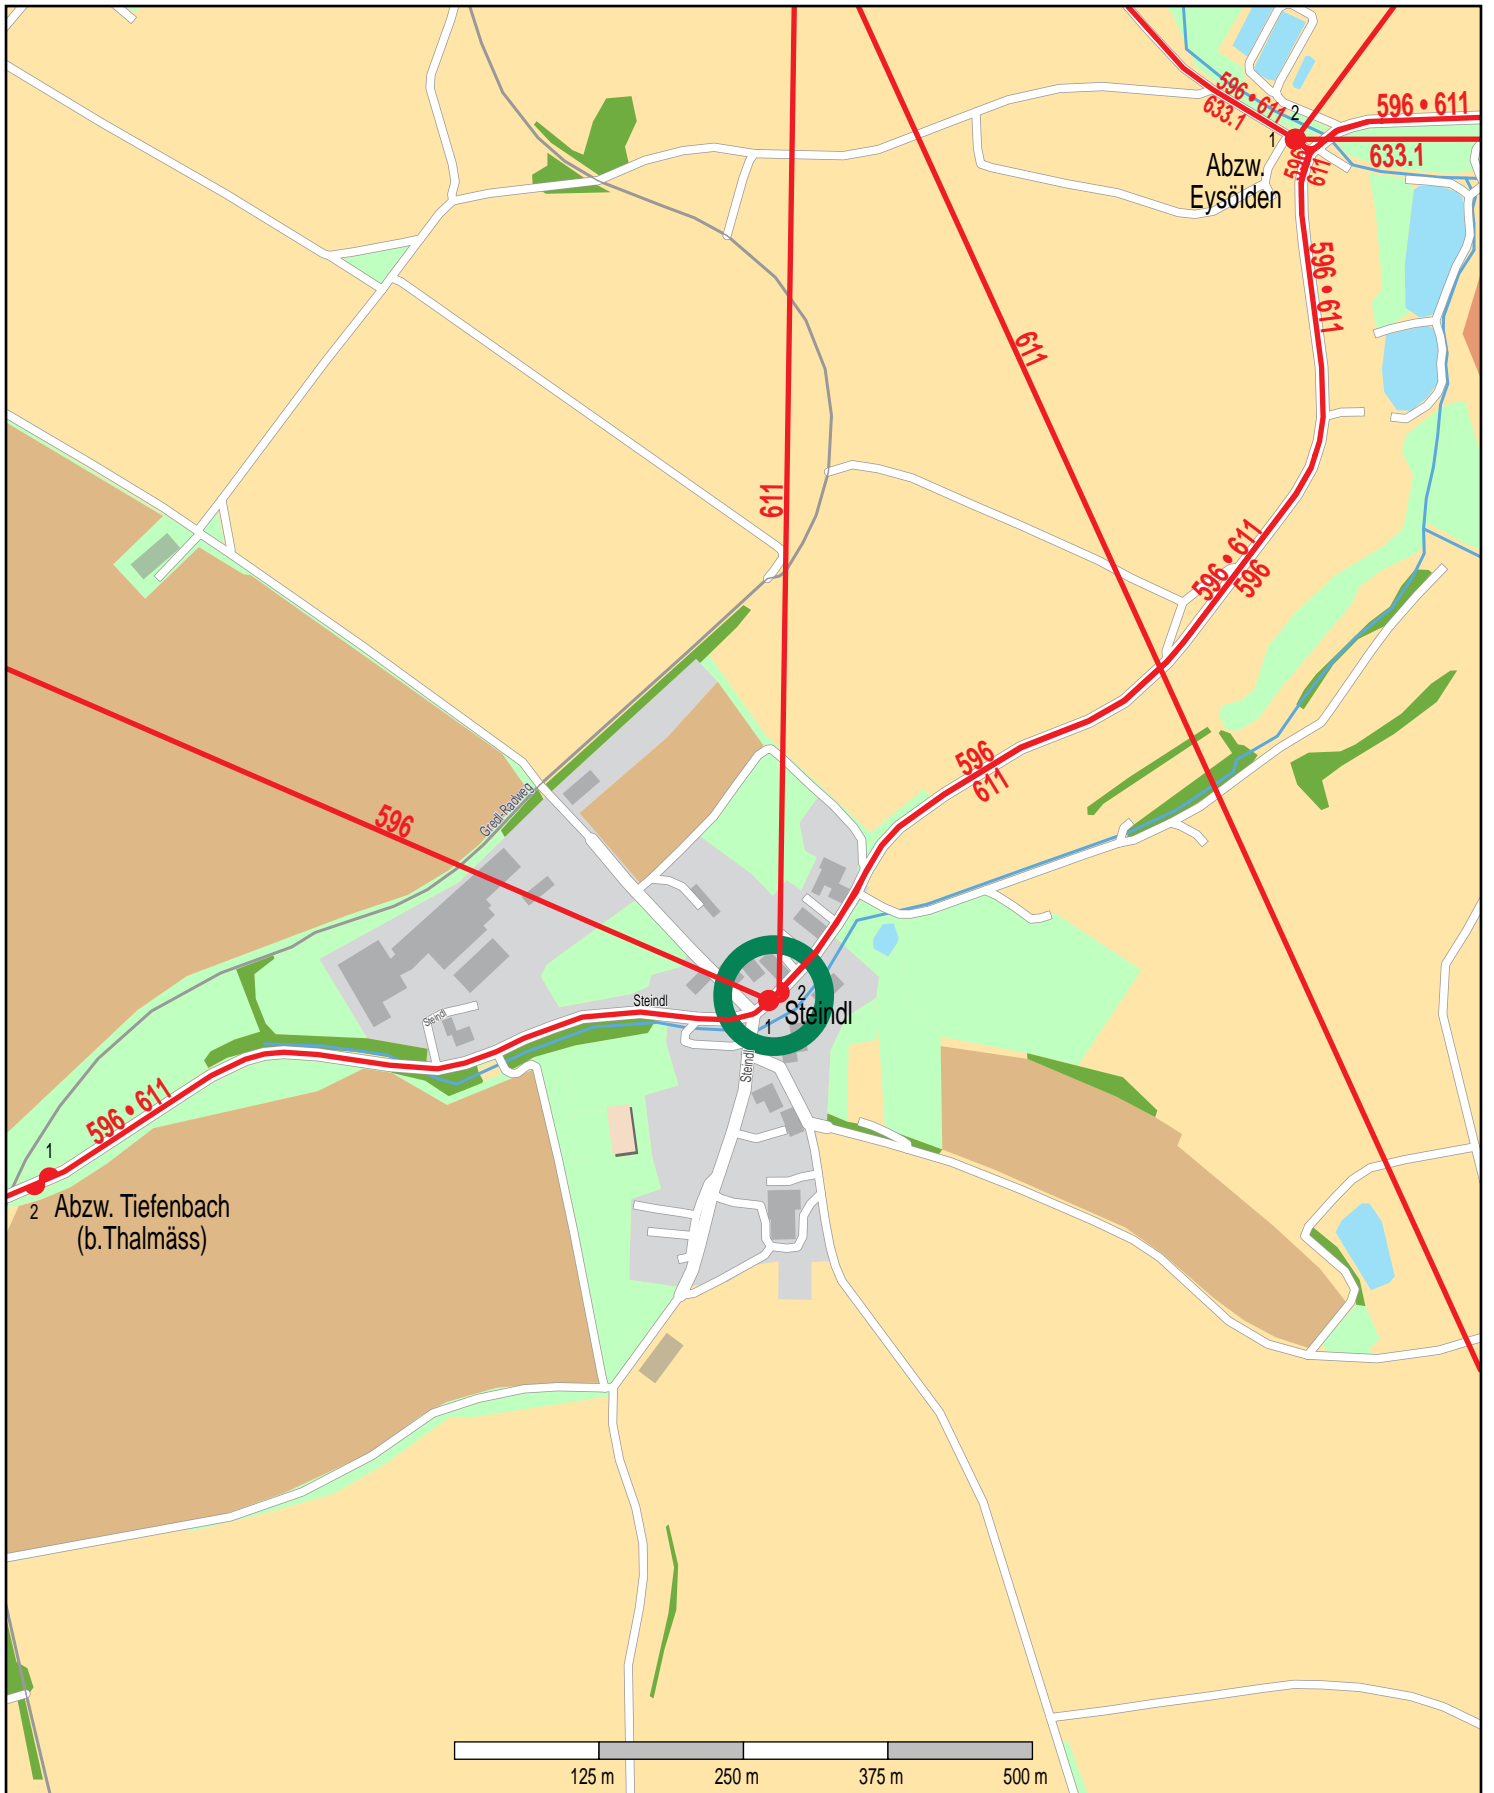 596 • 611
633.1
2
1
596 • 611
633.1
596
611
Abzw.
Eysölden
596 • 611
611
611
596 • 611
596
596
611
Gredl-Radweg
596
2
Steindl
1
Steindl
Steindl
Steindl
596 • 611
1
2
Abzw. Tiefenbach
(b.Thalmäss)
125 m 250 m 375 m 500 m